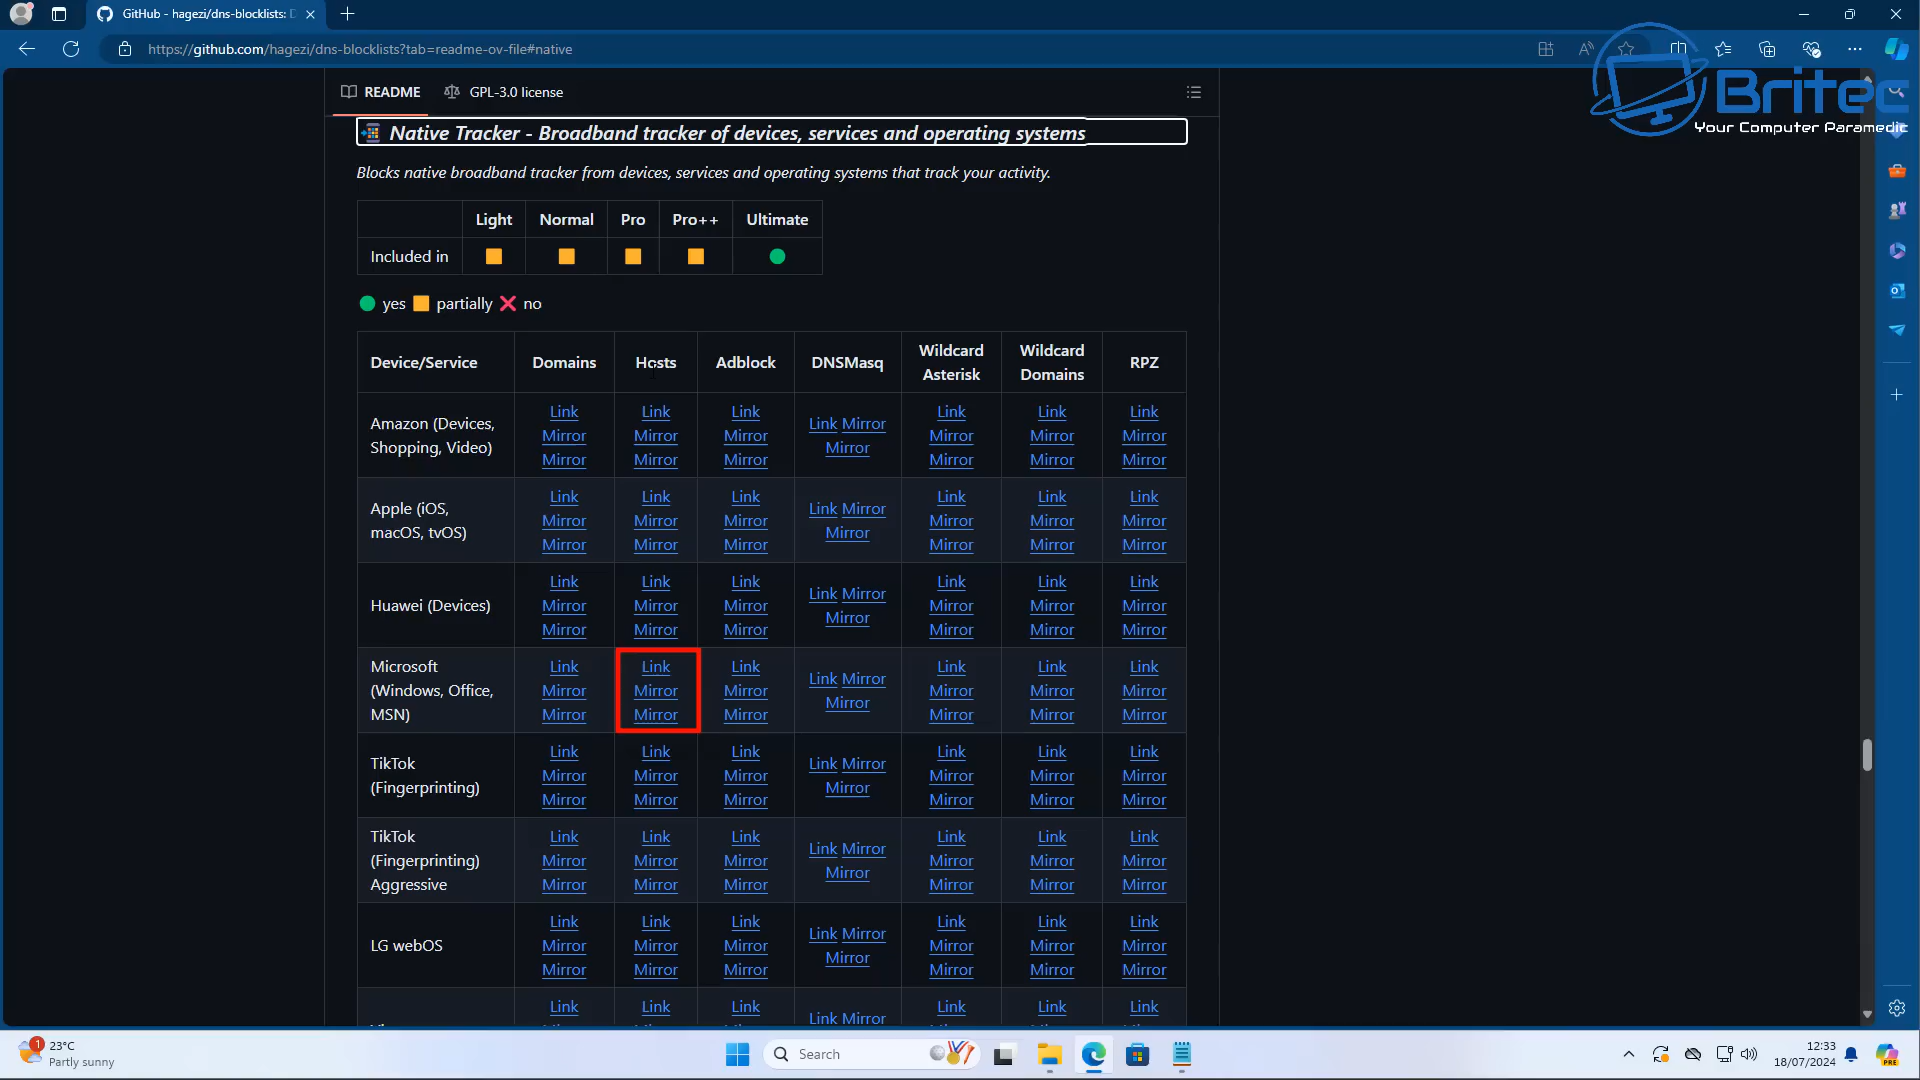 GitHub - hagezi/dns-blocklists: D
https://github.com/hagezi/dns-blocklists?tab=readme-ov-file#native
Britec
Your Computer Paramedic
README GPL-3.0 license
Native Tracker - Broadband tracker of devices, services and operating systems
Blocks native broadband tracker from devices, services and operating systems that track your activity.
Light Normal Pro Pro++ Ultimate
Included in
yes partially no
Device/Service Domains Hosts Adblock DNSMasq Wildcard Asterisk Wildcard Domains RPZ
Amazon (Devices, Shopping, Video)
Link Link Link Link Mirror Link Link Link
Mirror Mirror Mirror Mirror Mirror Mirror Mirror
Mirror Mirror Mirror Mirror Mirror Mirror
Apple (iOS, macOS, tvOS)
Link Link Link Link Mirror Link Link Link
Mirror Mirror Mirror Mirror Mirror Mirror Mirror
Mirror Mirror Mirror Mirror Mirror Mirror
Huawei (Devices)
Link Link Link Link Mirror Link Link Link
Mirror Mirror Mirror Mirror Mirror Mirror Mirror
Mirror Mirror Mirror Mirror Mirror Mirror
Microsoft (Windows, Office, MSN)
Link Link Link Link Mirror Link Link Link
Mirror Mirror Mirror Mirror Mirror Mirror Mirror
Mirror Mirror Mirror Mirror Mirror Mirror
TikTok (Fingerprinting)
Link Link Link Link Mirror Link Link Link
Mirror Mirror Mirror Mirror Mirror Mirror Mirror
Mirror Mirror Mirror Mirror Mirror Mirror
TikTok (Fingerprinting) Aggressive
Link Link Link Link Mirror Link Link Link
Mirror Mirror Mirror Mirror Mirror Mirror Mirror
Mirror Mirror Mirror Mirror Mirror Mirror
LG webOS
Link Link Link Link Mirror Link Link Link
Mirror Mirror Mirror Mirror Mirror Mirror Mirror
Mirror Mirror Mirror Mirror Mirror Mirror
Link Link Link Link Mirror Link Link Link
1
23°C
Partly sunny
Search
12:33
18/07/2024
PRE